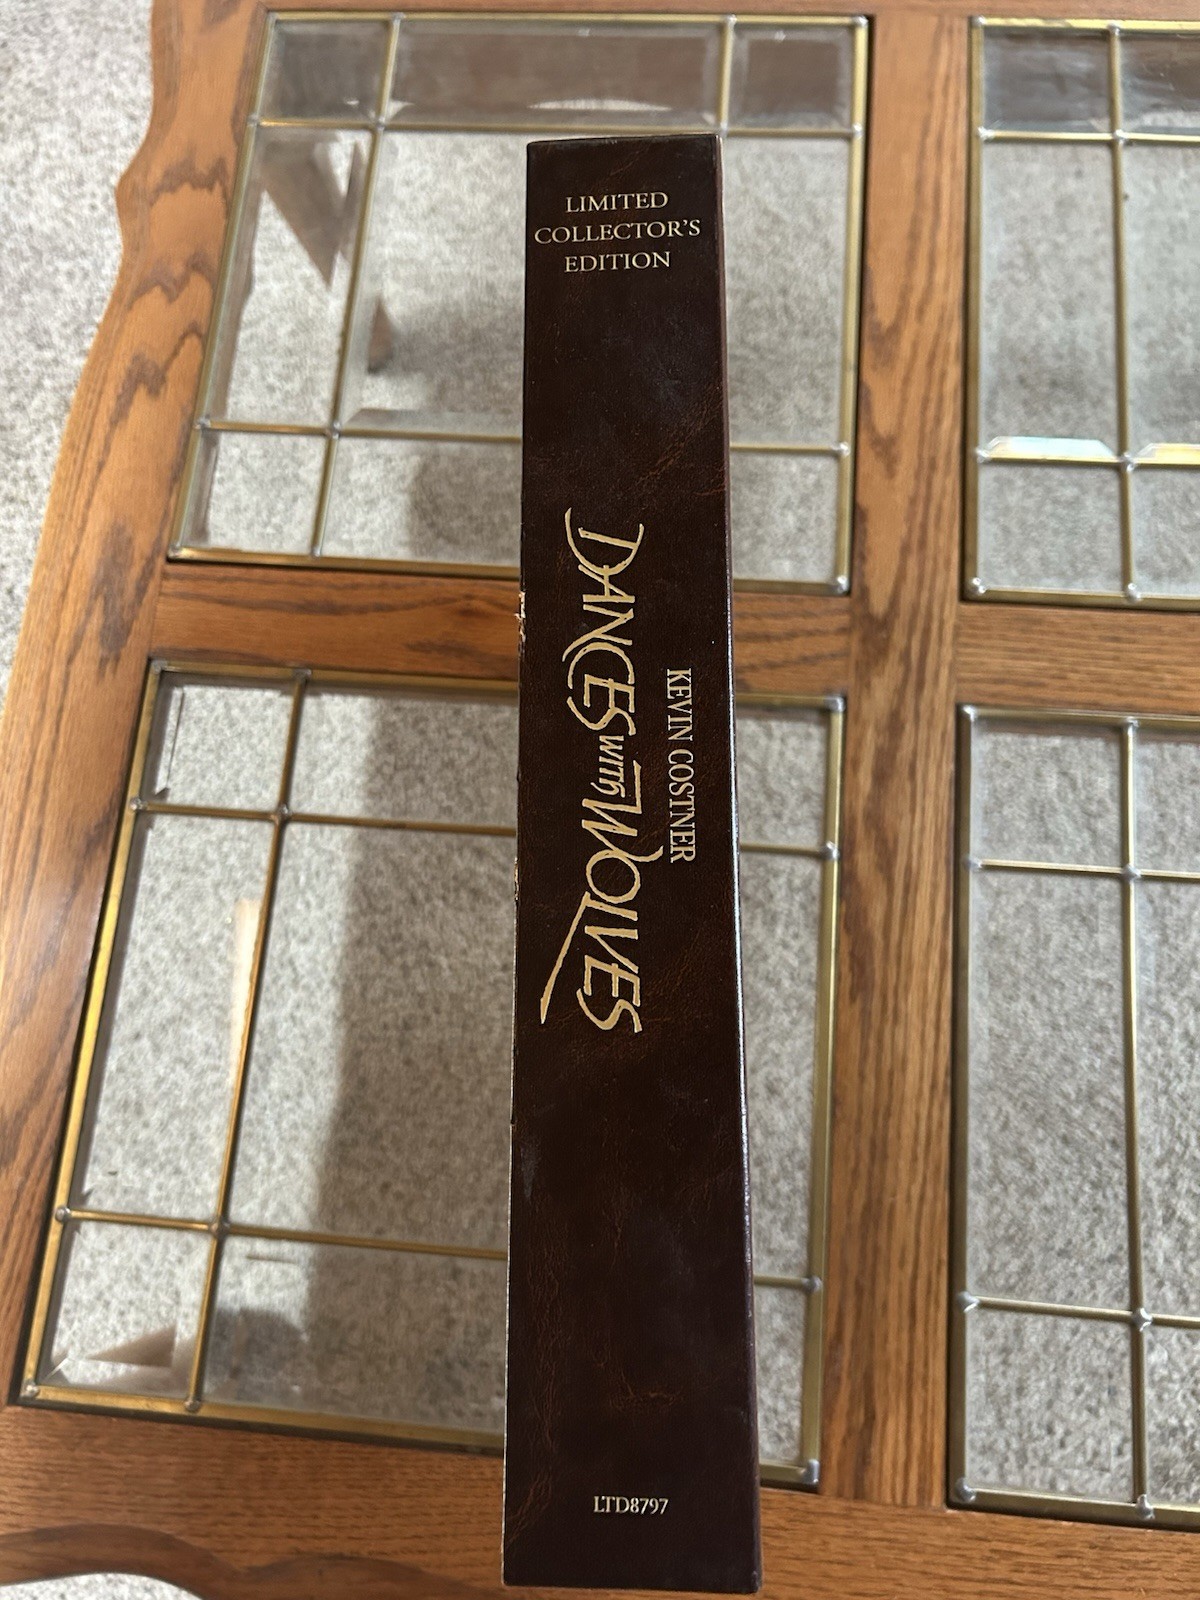 LIMITED
COLLECTOR'S
EDITION
KEVIN COSTNER
DANCES WITH WOLVES
LTD8797